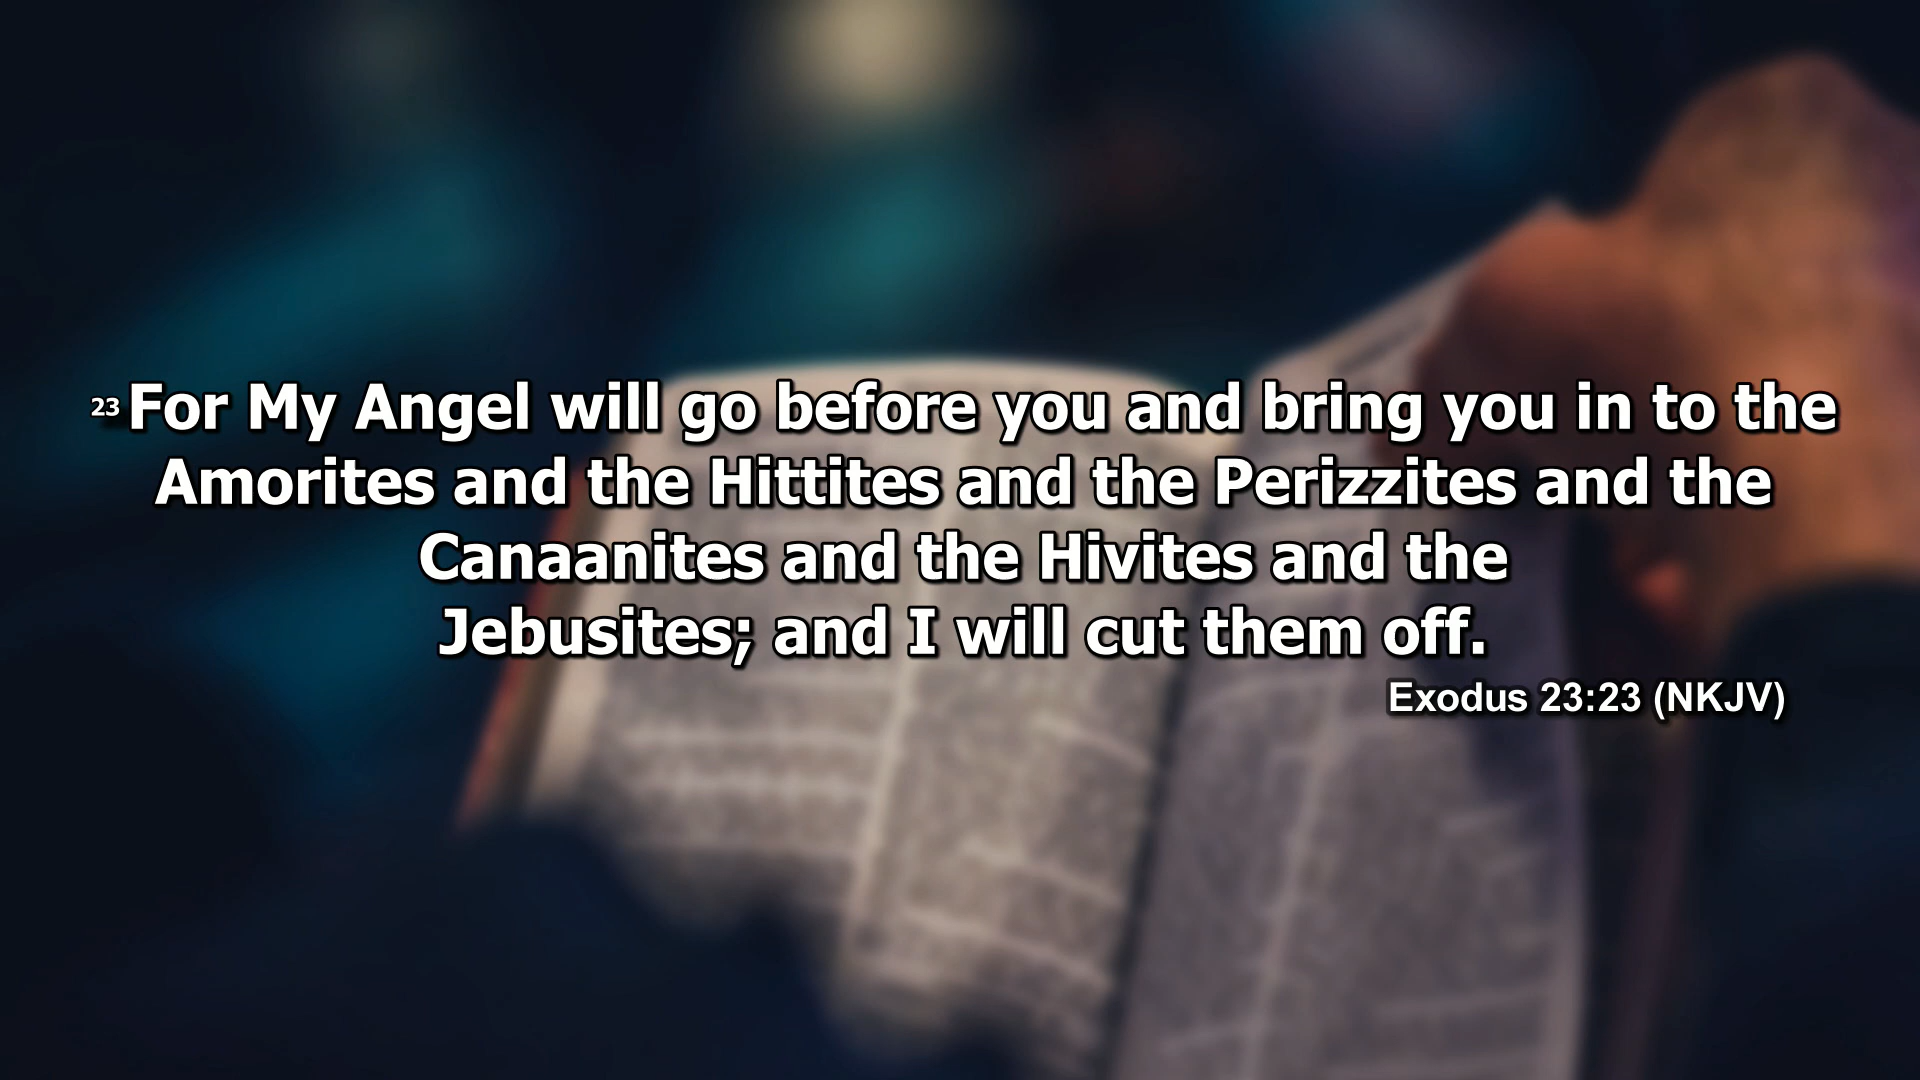 23 For My Angel will go before you and bring you in to the
Amorites and the Hittites and the Perizzites and the
Canaanites and the Hivites and the
Jebusites; and I will cut them off.
Exodus 23:23 (NKJV)